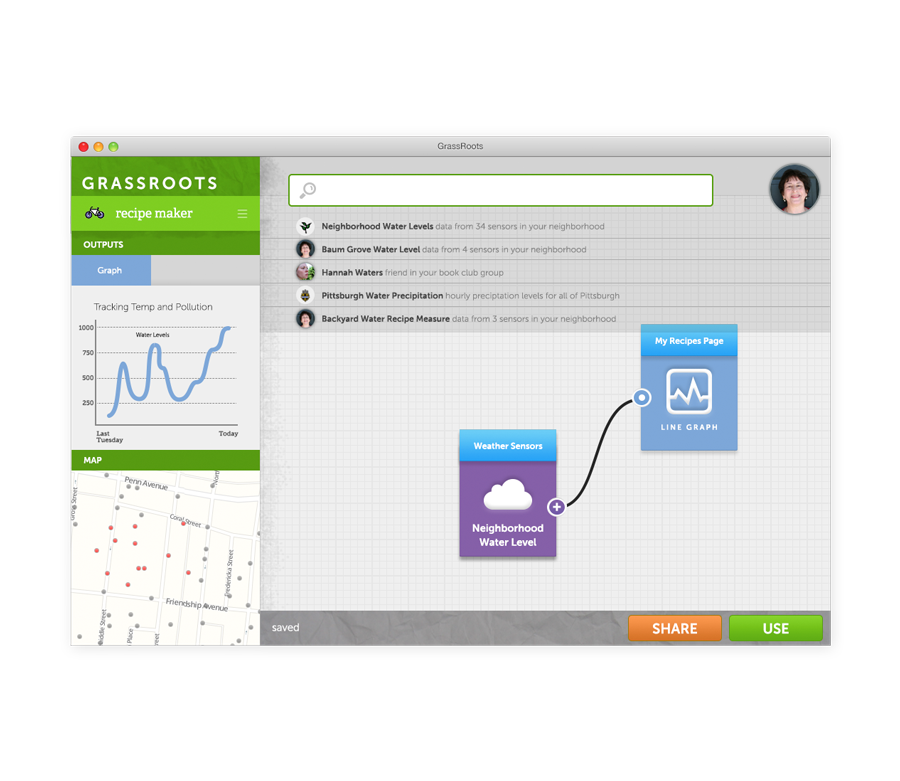 GrassRoots
GRASSROOTS
recipe maker
OUTPUTS
Graph
Tracking Temp and Pollution
1000
Water Levels
750
500
250
Last
Tuesday
Today
MAP
Penn Avenue
Coral Street
Fredericka Street
Friendship Avenue
Place
Neighborhood Water Levels data from 34 sensors in your neighborhood
Baum Grove Water Level data from 4 sensors in your neighborhood
Hannah Waters friend in your book club group
Pittsburgh Water Precipitation hourly preciptation levels for all of Pittsburgh
Backyard Water Recipe Measure data from 3 sensors in your neighborhood
My Recipes Page
LINE GRAPH
Weather Sensors
Neighborhood
Water Level
saved
SHARE
USE